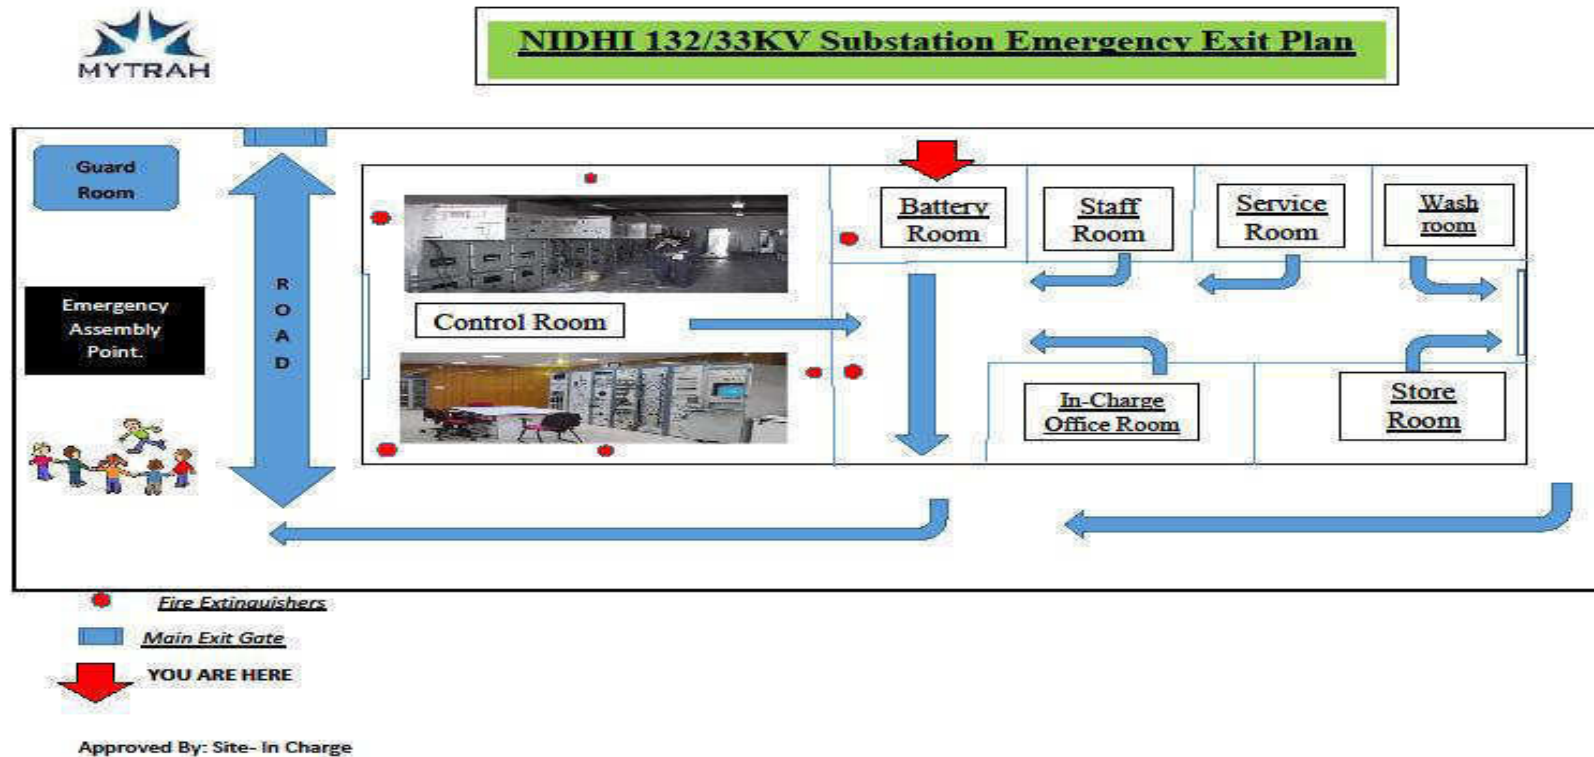 MYTRAH
NIDHI 132/33KV Substation Emergency Exit Plan
Guard
Room
Emergency
Assembly
Point.
R
O
A
D
Control Room
Battery
Room
Staff
Room
Service
Room
Wash
room
In-Charge
Office Room
Store
Room
Fire Extinguishers
Main Exit Gate
YOU ARE HERE
Approved By: Site- In Charge